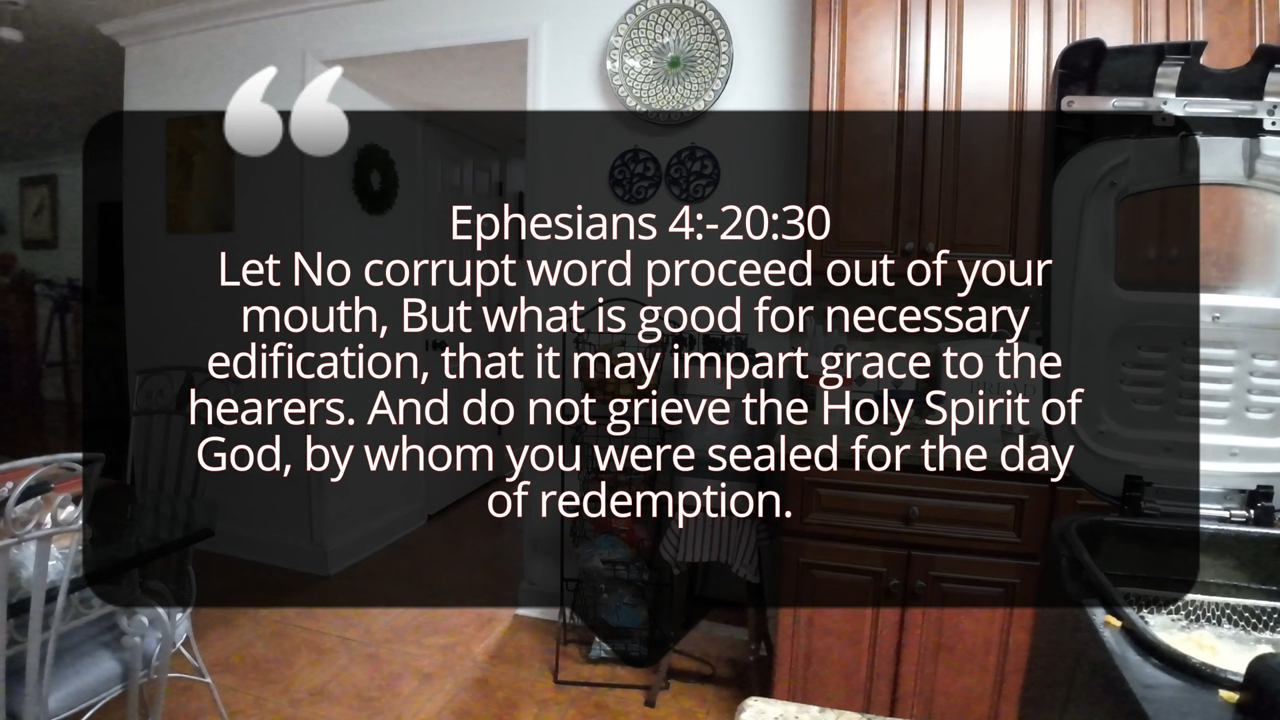 Ephesians 4:-20:30
Let No corrupt word proceed out of your
mouth, But what is good for necessary
edification, that it may impart grace to the
hearers. And do not grieve the Holy Spirit of
God, by whom you were sealed for the day
of redemption.